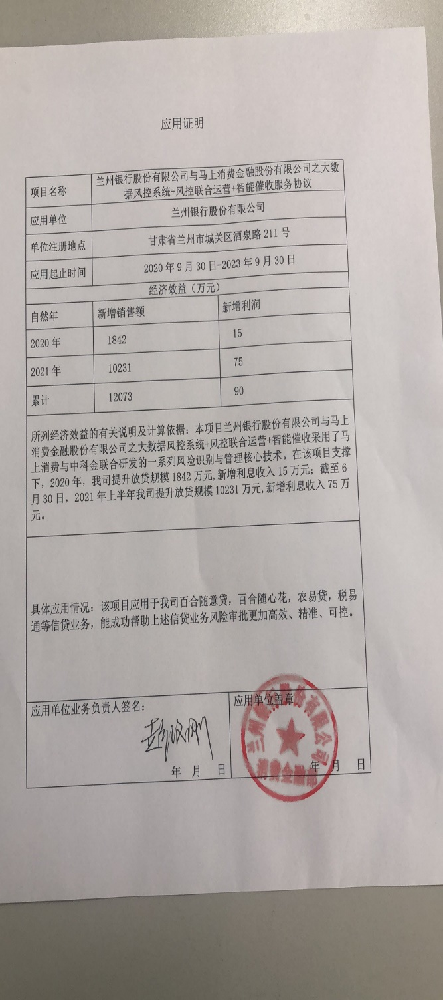 应用证明
项目名称
兰州银行股份有限公司与马上消费金融股份有限公司之大数
据风控系统+风控联合运营+智能催收服务协议
应用单位
兰州银行股份有限公司
单位注册地点
甘肃省兰州市城关区酒泉路 211 号
应用起止时间
2020 年 9 月 30 日-2023 年 9 月 30 日
经济效益（万元）
自然年 新增销售额 新增利润
2020 年 1842 15
2021 年 10231 75
累计 12073 90
所列经济效益的有关说明及计算依据：本项目兰州银行股份有限公司与马上
消费金融股份有限公司之大数据风控系统+风控联合运营+智能催收采用了马
上消费与中科金联合研发的一系列风险识别与管理核心技术。在该项目支撑
下，2020 年，我司提升放贷规模 1842 万元,新增利息收入 15 万元；截至 6
月 30 日，2021 年上半年我司提升放贷规模 10231 万元,新增利息收入 75 万
元。
具体应用情况：该项目应用于我司百合随意贷，百合随心花，农易贷，税易
通等信贷业务，能成功帮助上述信贷业务风险审批更加高效、精准、可控。
应用单位业务负责人签名：
年 月 日
应用单位盖章
兰州银行股份有限公司
消费金融部
年 月 日